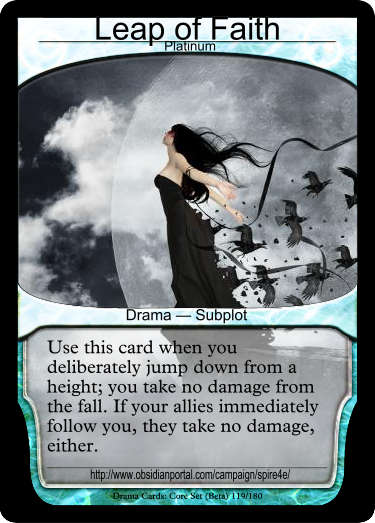 Leap of Faith
Platinum
Drama — Subplot
Use this card when you
deliberately jump down from a
height; you take no damage from
the fall. If your allies immediately
follow you, they take no damage,
either.
http://www.obsidianportal.com/campaign/spire4e/
Drama Cards: Core Set (Beta) 119/180